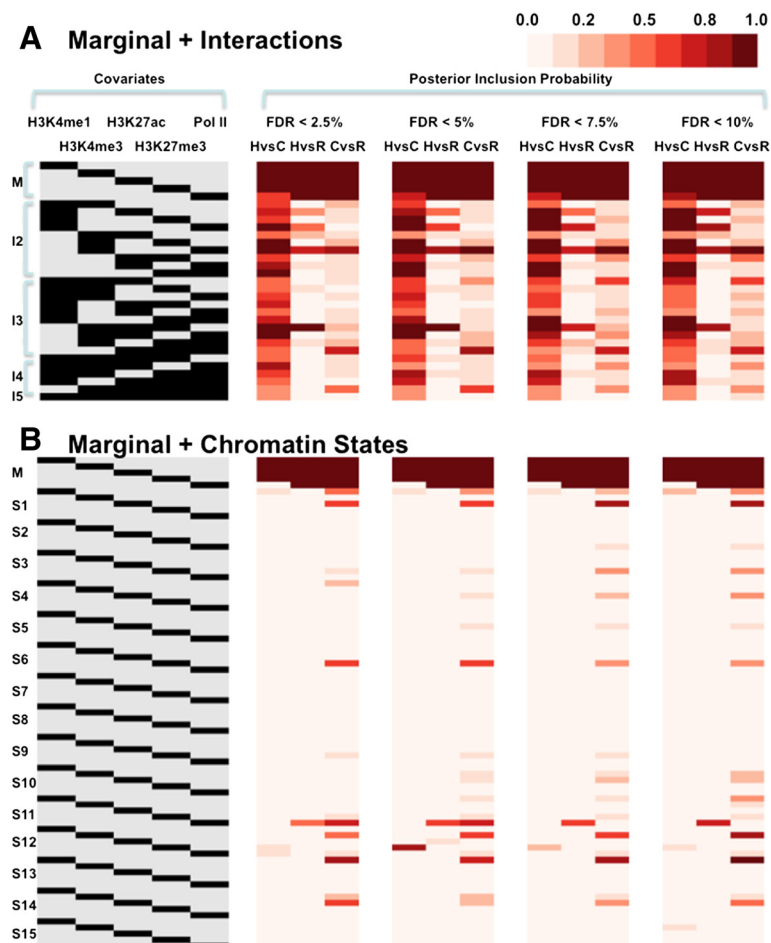 0.0 0.2 0.5 0.8 1.0
A Marginal + Interactions
Covariates Posterior Inclusion Probability
H3K4me1 H3K27ac Pol II FDR < 2.5% FDR < 5% FDR < 7.5% FDR < 10%
H3K4me3 H3K27me3 HvsC HvsR CvsR HvsC HvsR CvsR HvsC HvsR CvsR HvsC HvsR CvsR
M
I2
I3
I4
I5
B Marginal + Chromatin States
M
S1
S2
S3
S4
S5
S6
S7
S8
S9
S10
S11
S12
S13
S14
S15